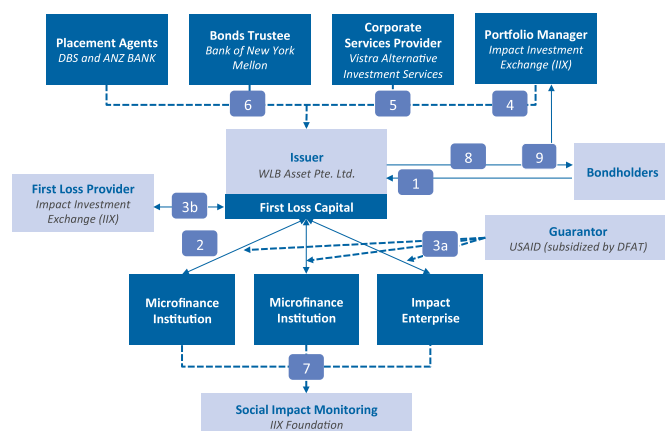 Placement Agents
DBS and ANZ BANK
Bonds Trustee
Bank of New York
Mellon
Corporate
Services Provider
Vistra Alternative
Investment Services
Portfolio Manager
Impact Investment
Exchange (IIX)
6
5
4
Issuer
WLB Asset Pte. Ltd.
8
9
1
Bondholders
First Loss Provider
Impact Investment
Exchange (IIX)
3b
First Loss Capital
2
3a
Guarantor
USAID (subsidized by DFAT)
Microfinance
Institution
Microfinance
Institution
Impact
Enterprise
7
Social Impact Monitoring
IIX Foundation